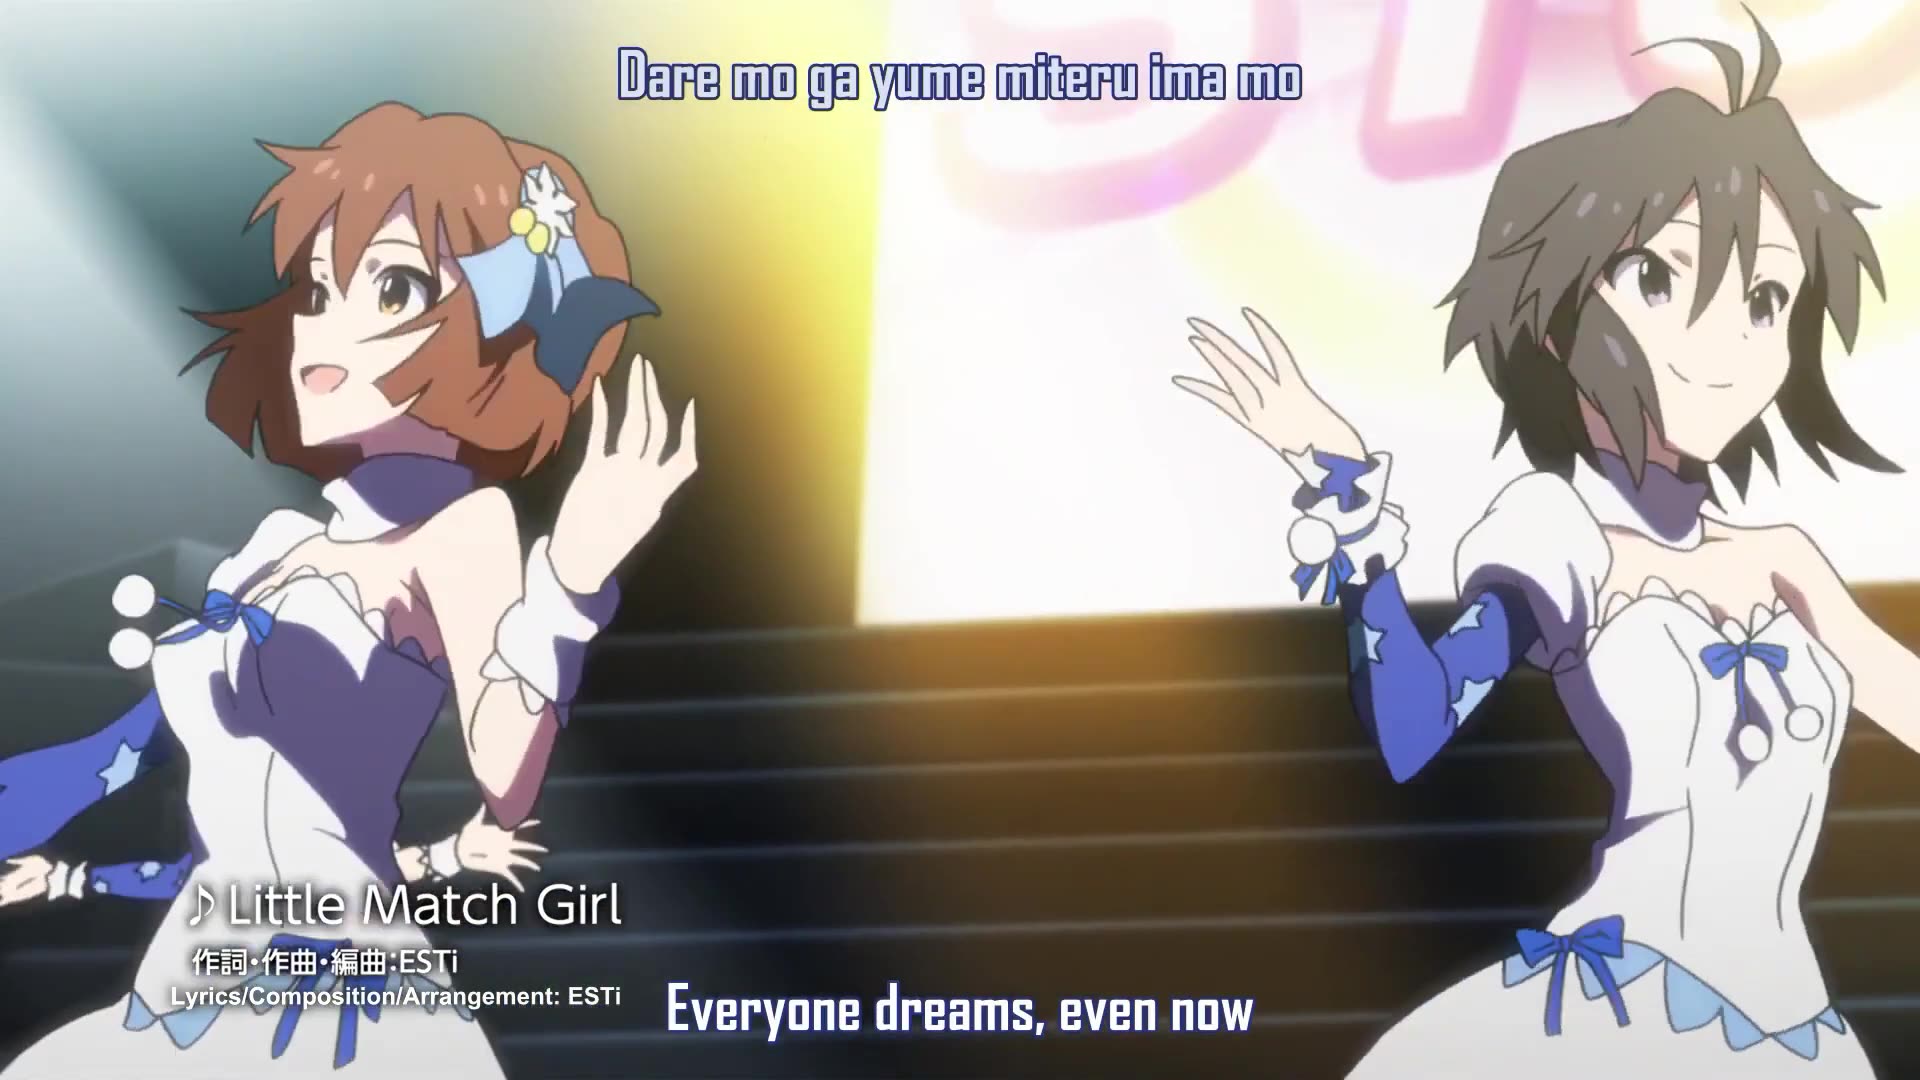 Dare mo ga yume miteru ima mo
♪Little Match Girl
作詞・作曲・編曲:ESTi
Lyrics/Composition/Arrangement: ESTi
Everyone dreams, even now